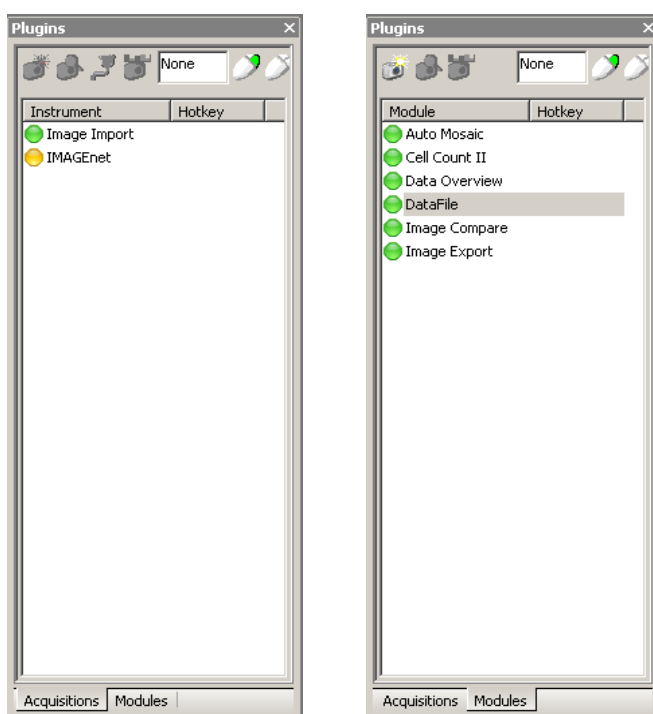 Plugins
None
Instrument Hotkey
Image Import
IMAGEnet
Acquisitions Modules
Plugins
None
Module Hotkey
Auto Mosaic
Cell Count II
Data Overview
DataFile
Image Compare
Image Export
Acquisitions Modules